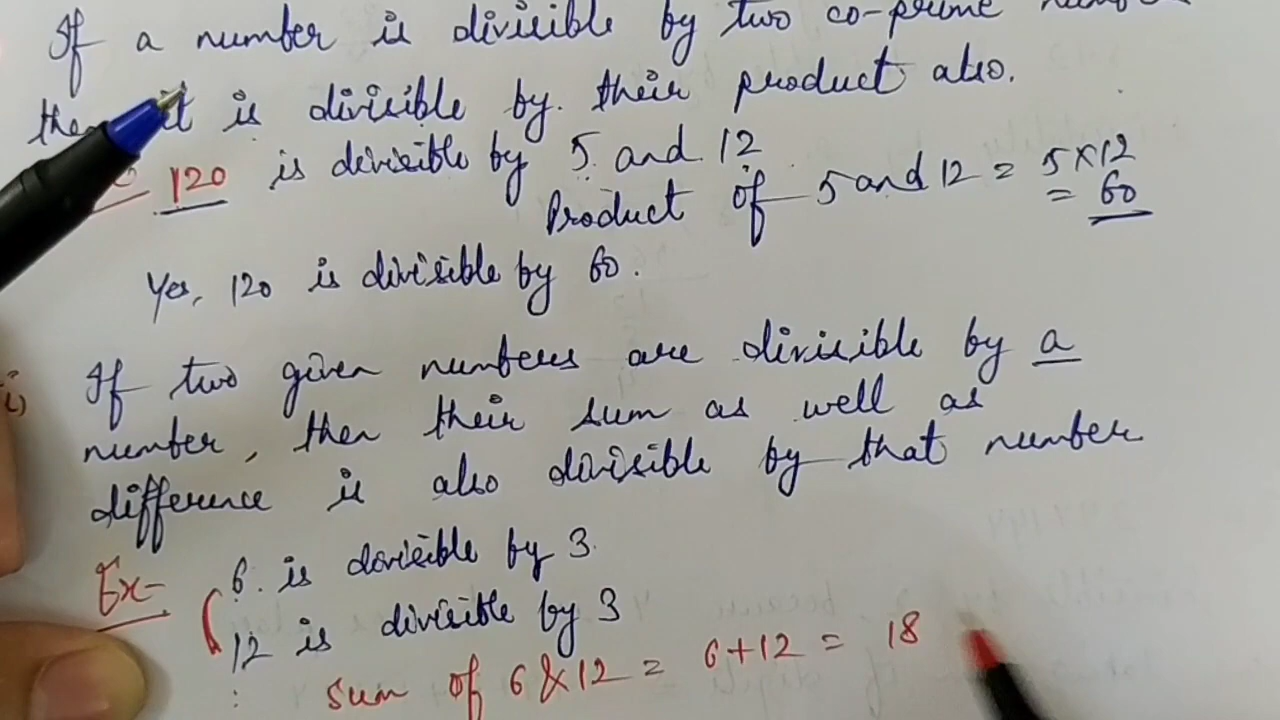 If a number is divisible by two co-prime number
then it is divisible by their product also.
120 is divisible by 5 and 12
Product of 5 and 12 = 5×12
= 60
Yes, 120 is divisible by 60.
If two given numbers are divisible by a
number, then their sum as well as
difference is also divisible by that number
Ex- 6 is divisible by 3.
12 is divisible by 3
sum of 6 & 12 = 6+12 = 18